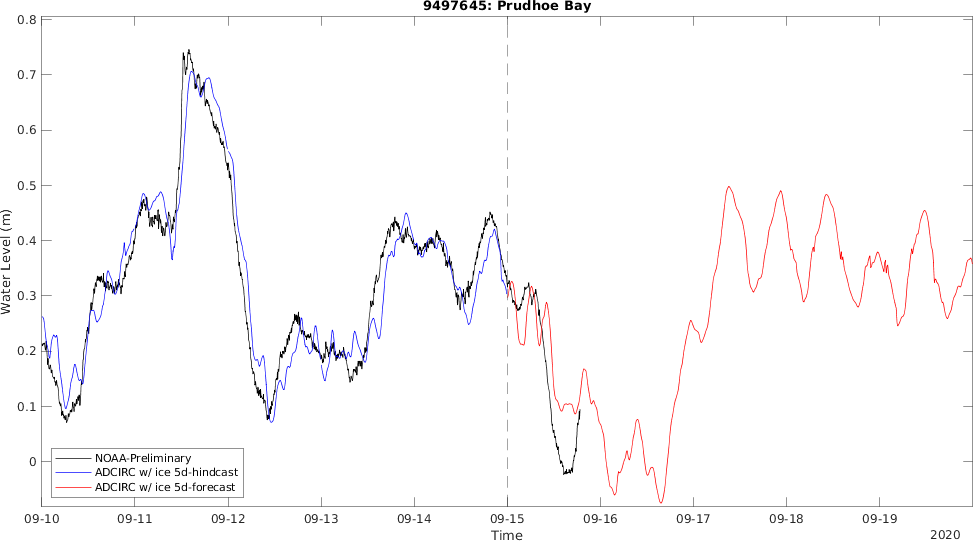 9497645: Prudhoe Bay
0.8
0.7
0.6
0.5
0.4
0.3
0.2
0.1
0
Water Level (m)
NOAA-Preliminary
ADCIRC w/ ice 5d-hindcast
ADCIRC w/ ice 5d-forecast
09-10 09-11 09-12 09-13 09-14 09-15 09-16 09-17 09-18 09-19
Time
2020